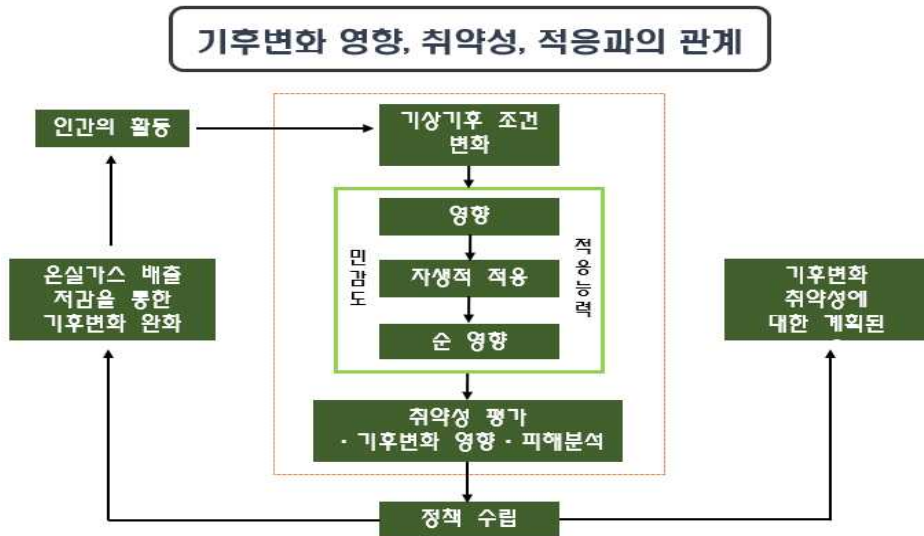 기후변화 영향, 취약성, 적응과의 관계
인간의 활동
기상기후 조건
변화
영향
민감도
자생적 적용
적응능력
순 영향
온실가스 배출
저감을 통한
기후변화 완화
기후변화
취약성에
대한 계획된
취약성 평가
· 기후변화 영향 · 피해분석
정책 수립